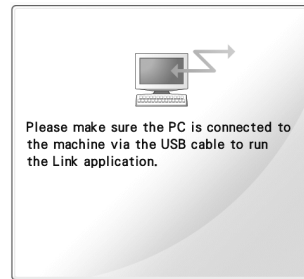 Please make sure the PC is connected to
the machine via the USB cable to run
the Link application.